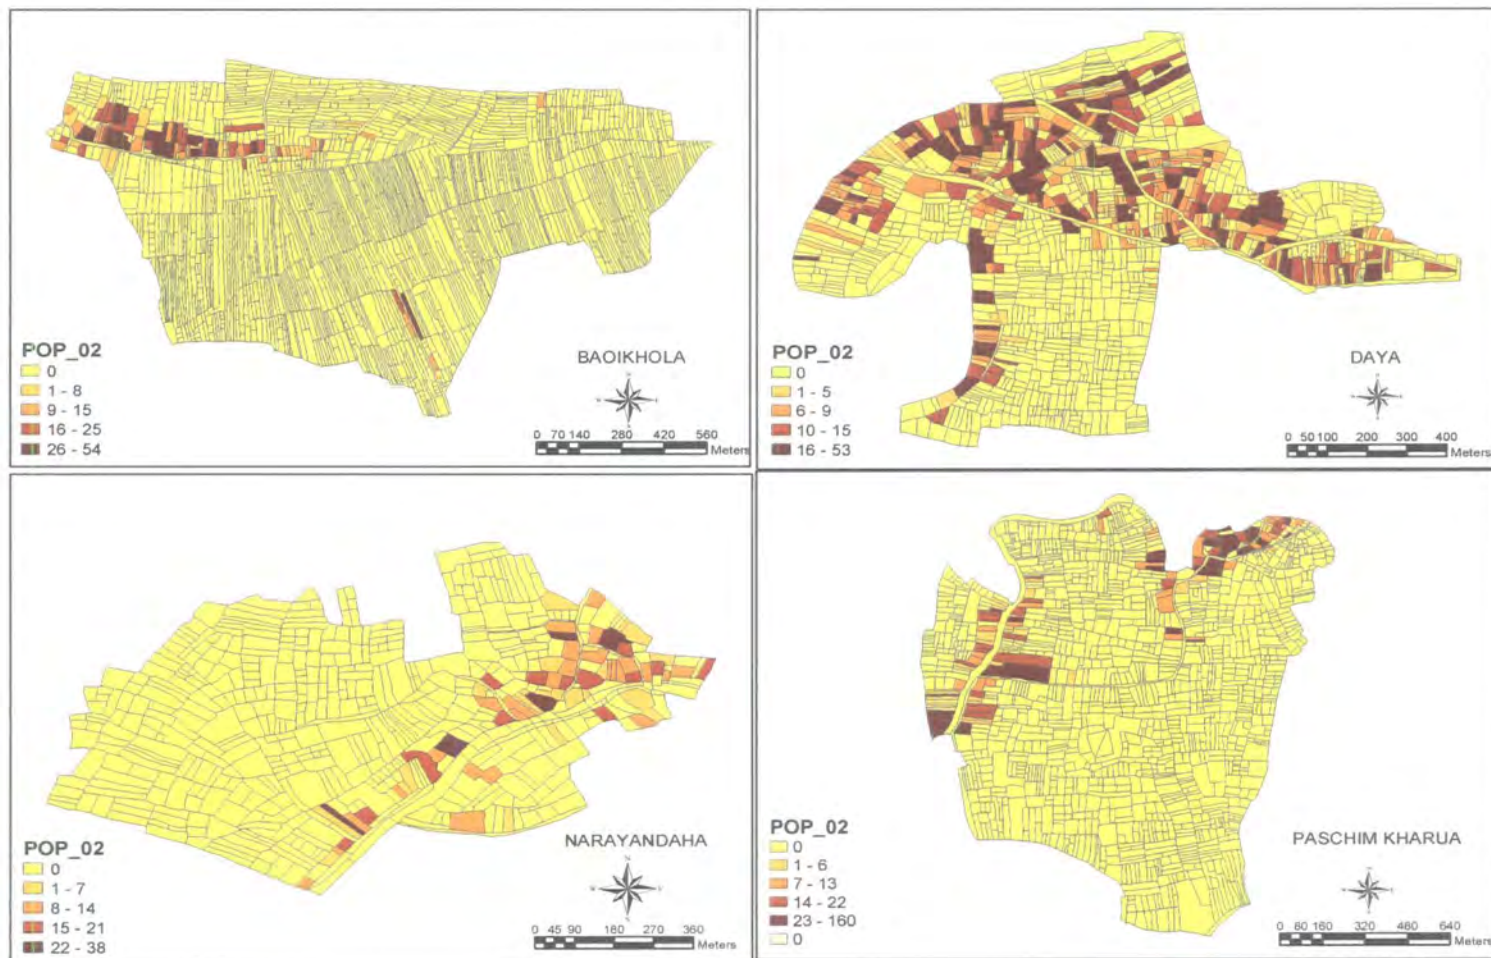 BAOIKHOLA
POP_02
0
1 - 8
9 - 15
16 - 25
26 - 54
0 70 140 280 420 560
Meters
DAYA
POP_02
0
1 - 5
6 - 9
10 - 15
16 - 53
0 50 100 200 300 400
Meters
NARAYANDAHA
POP_02
0
1 - 7
8 - 14
15 - 21
22 - 38
0 45 90 180 270 360
Meters
PASCHIM KHARUA
POP_02
0
1 - 6
7 - 13
14 - 22
23 - 160
0
0 80 160 320 480 640
Meters